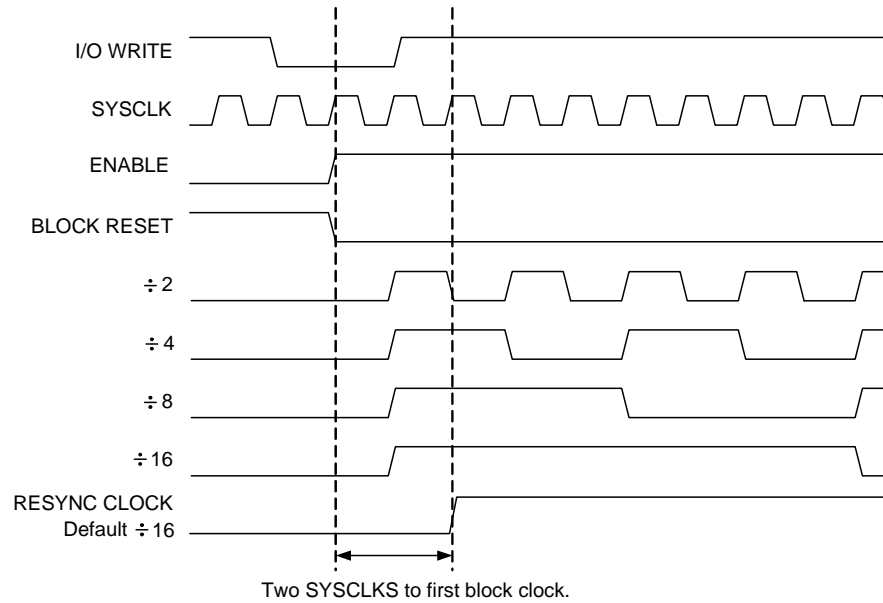 I/O WRITE
SYSCLK
ENABLE
BLOCK RESET
÷ 2
÷ 4
÷ 8
÷ 16
RESYNC CLOCK
Default ÷ 16
Two SYSCLKS to first block clock.